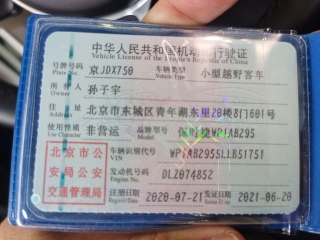 中华人民共和国机动车行驶证
Vehicle License of the People's Republic of China
号牌号码 京JDX750 车辆类型 小型越野客车
Plate No. Vehicle Type
所有人 孙子宇
Owner
住址 北京市东城区青年湖东里20楼8门601号
Address
使用性质 非营运 品牌型号 保时捷WP1AB295
Use Character Model
北京市公安局公安交通管理局
车辆识别代号 WP1AB2955LLB51751
VIN
发动机号码 DLZ074852
Engine No.
注册日期 2020-07-21 发证日期 2021-06-20
Register Date Issue Date